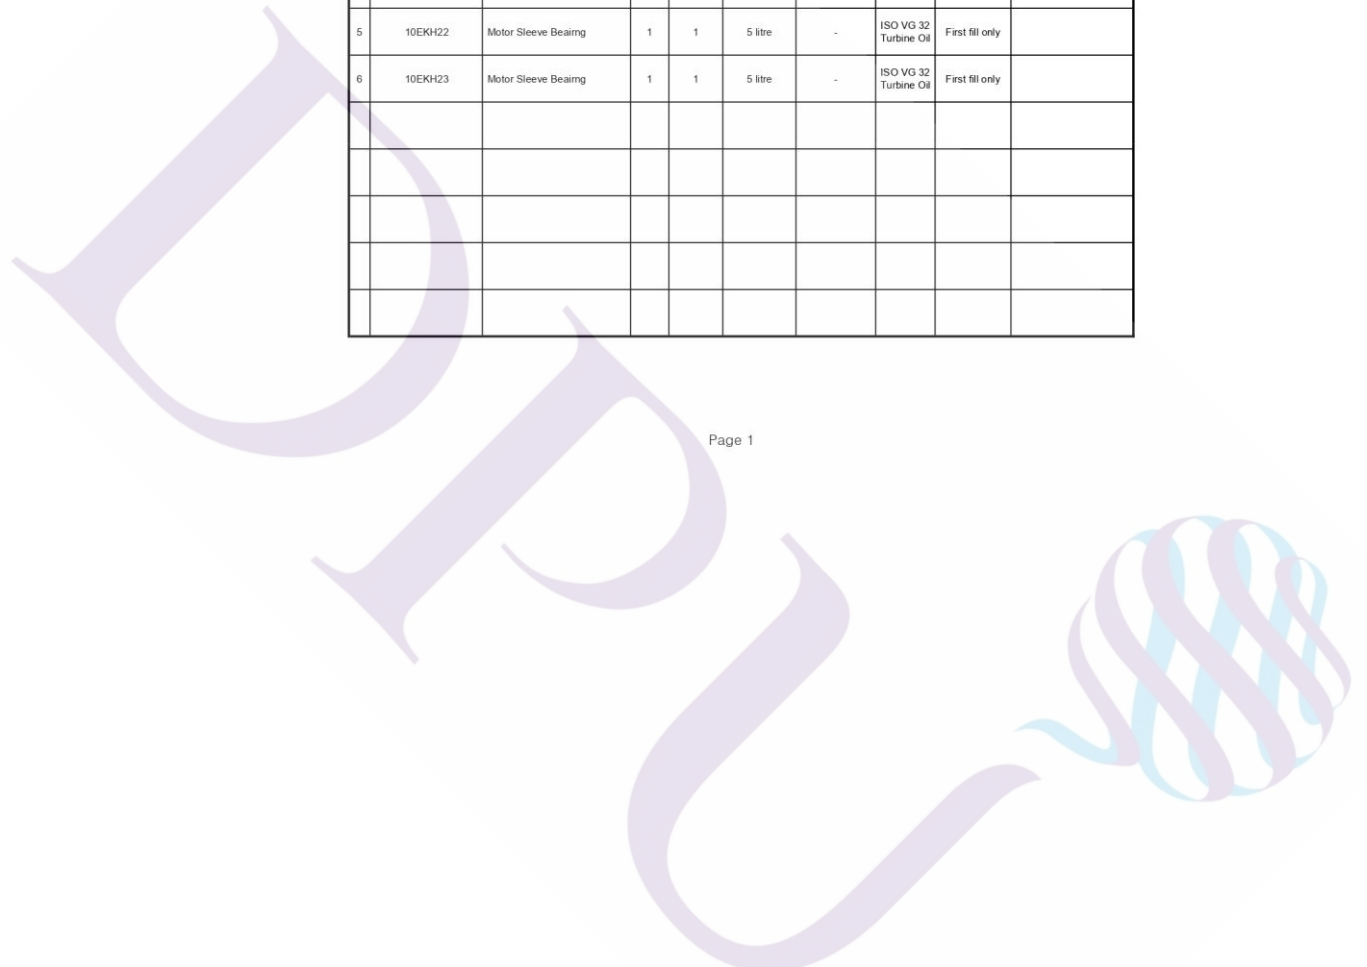 5 10EKH22 Motor Sleeve Beairng 1 1 5 litre - ISO VG 32 Turbine Oil First fill only
6 10EKH23 Motor Sleeve Beairng 1 1 5 litre - ISO VG 32 Turbine Oil First fill only
Page 1
DPU